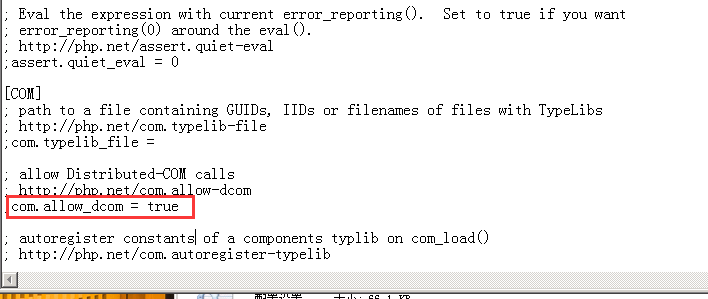 ; Eval the expression with current error_reporting().  Set to true if you want
; error_reporting(0) around the eval().
; http://php.net/assert.quiet-eval
;assert.quiet_eval = 0
[COM]
; path to a file containing GUIDs, IIDs or filenames of files with TypeLibs
; http://php.net/com.typelib-file
;com.typelib_file =
; allow Distributed-COM calls
; http://php.net/com.allow-dcom
com.allow_dcom = true
; autoregister constants of a components typlib on com_load()
; http://php.net/com.autoregister-typelib